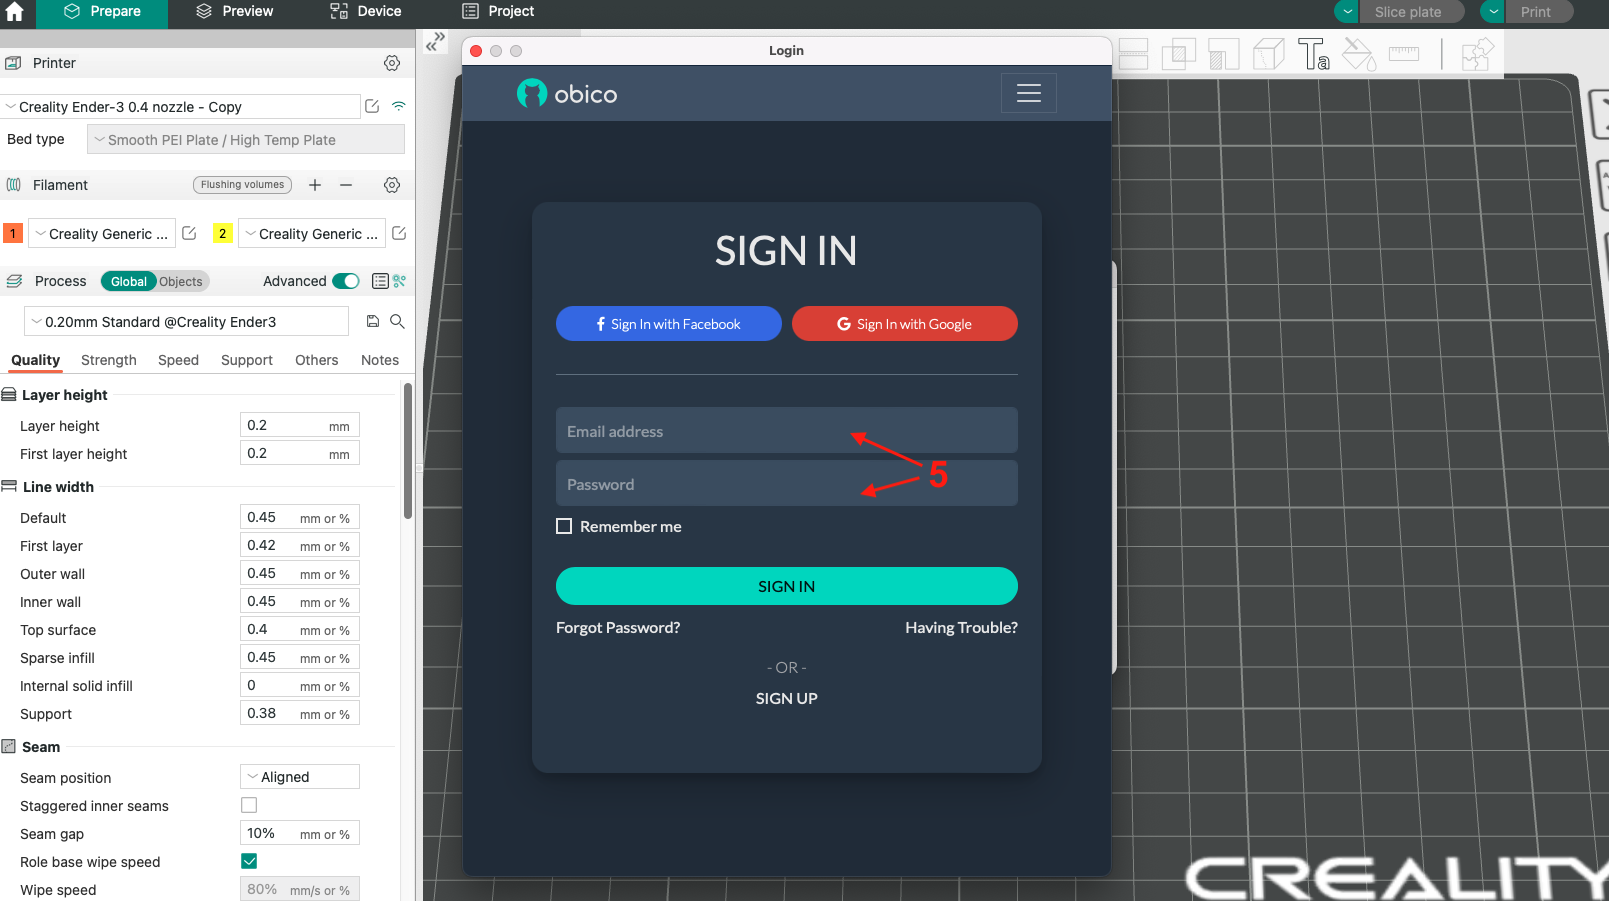 Prepare
Preview
Device
Project
Slice plate
Print
Login
Printer
Creality Ender-3 0.4 nozzle - Copy
Bed type
Smooth PEI Plate / High Temp Plate
Filament
Flushing volumes
1
Creality Generic ...
2
Creality Generic ...
Process
Global
Objects
Advanced
0.20mm Standard @Creality Ender3
Quality
Strength
Speed
Support
Others
Notes
Layer height
Layer height 0.2 mm
First layer height 0.2 mm
Line width
Default 0.45 mm or %
First layer 0.42 mm or %
Outer wall 0.45 mm or %
Inner wall 0.45 mm or %
Top surface 0.4 mm or %
Sparse infill 0.45 mm or %
Internal solid infill 0 mm or %
Support 0.38 mm or %
Seam
Seam position Aligned
Staggered inner seams
Seam gap 10% mm or %
Role base wipe speed
Wipe speed 80% mm/s or %
obico
SIGN IN
Sign In with Facebook
G Sign In with Google
Email address
5
Password
Remember me
SIGN IN
Forgot Password?
Having Trouble?
- OR -
SIGN UP
Ta
CREALITY